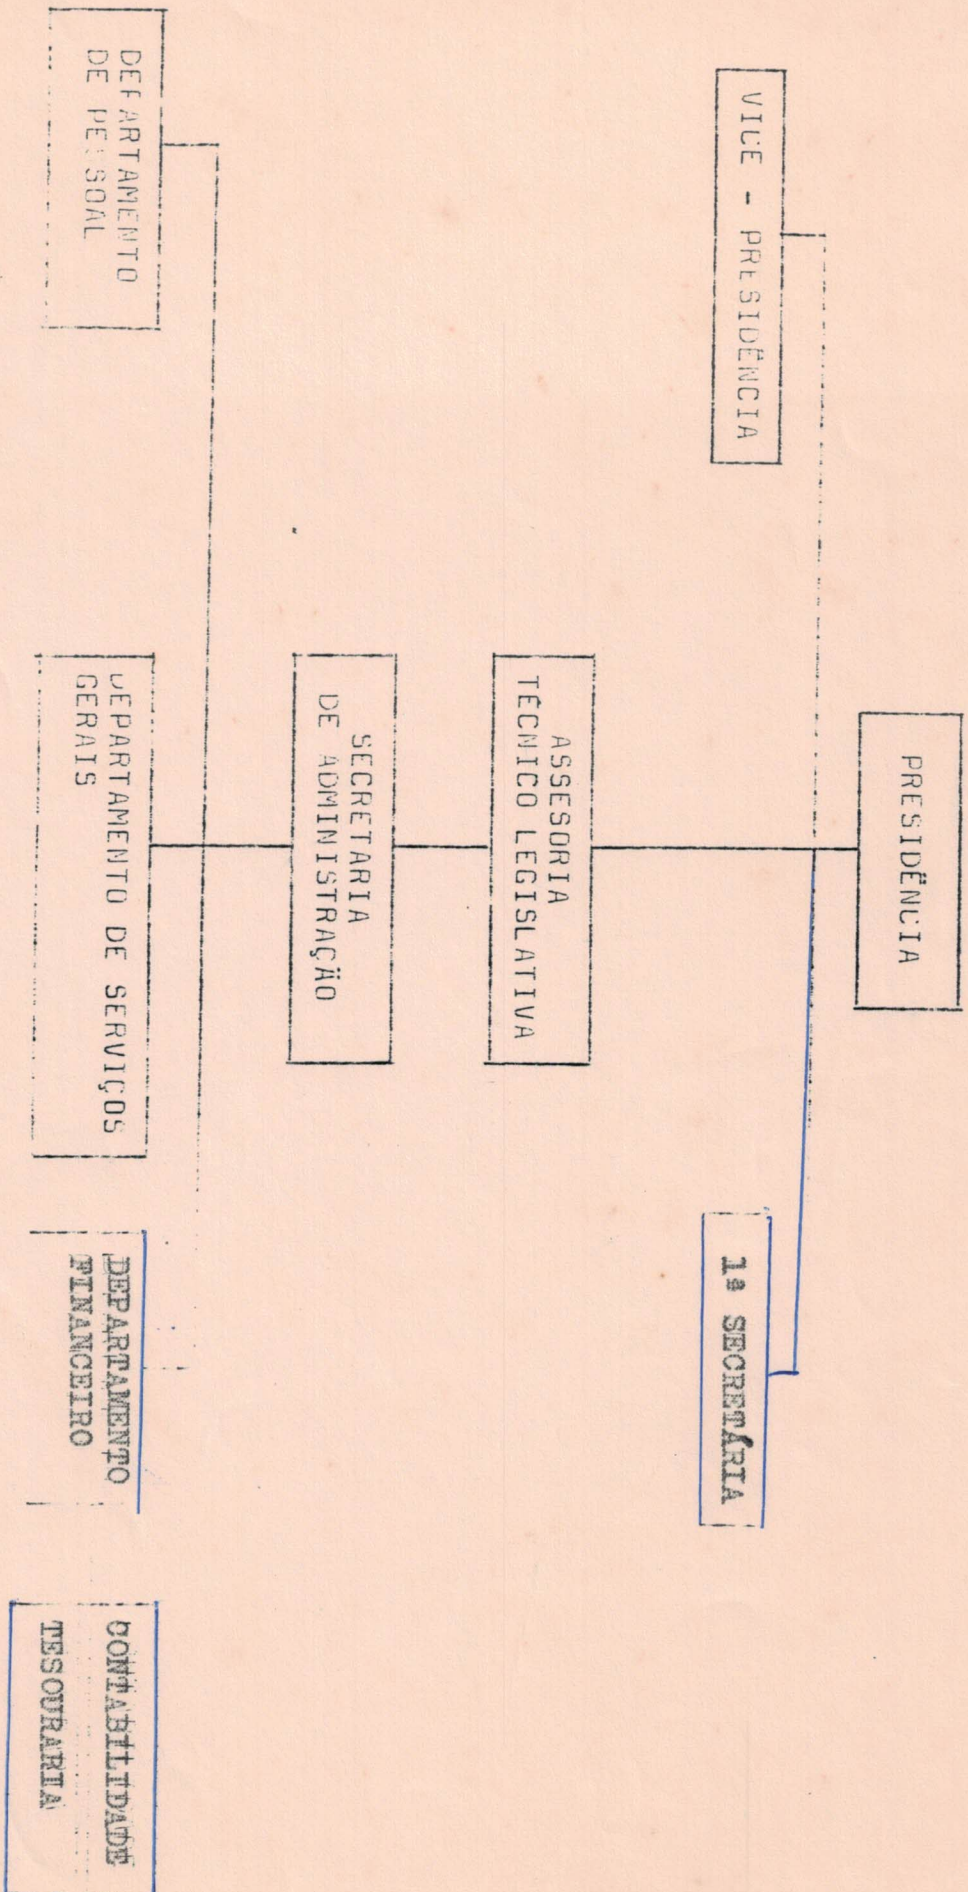 PRESIDÊNCIA
VICE - PRESIDÊNCIA
1ª SECRETÁRIA
ASSESORIA
TÉCNICO LEGISLATIVA
SECRETARIA
DE ADMINISTRAÇÃO
DEPARTAMENTO
DE PESSOAL
DEPARTAMENTO DE SERVIÇOS
GERAIS
DEPARTAMENTO
FINANCEIRO
CONTABILIDADE
TESOURARIA